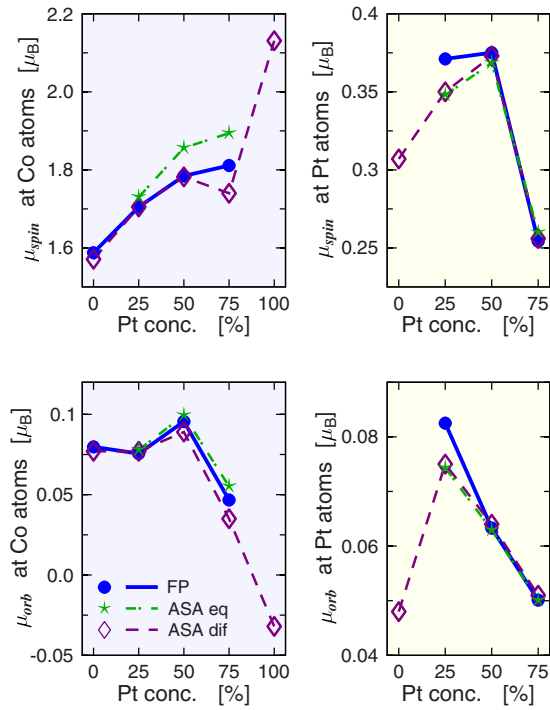 μspin at Co atoms [μB]
2.2
2.0
1.8
1.6
0 25 50 75 100
Pt conc. [%]
μspin at Pt atoms [μB]
0.4
0.35
0.3
0.25
0 25 50 75
Pt conc. [%]
μorb at Co atoms [μB]
0.1
0.05
0.0
-0.05
FP
ASA eq
ASA dif
0 25 50 75 100
Pt conc. [%]
μorb at Pt atoms [μB]
0.08
0.06
0.04
0 25 50 75
Pt conc. [%]